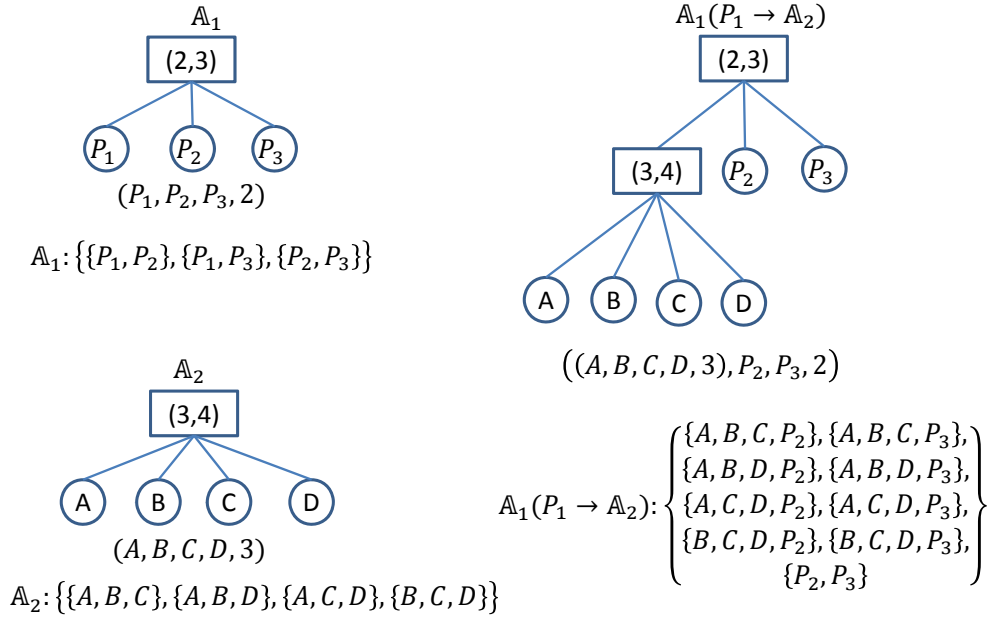 𝔸₁
(2,3)
P₁ P₂ P₃
(P₁, P₂, P₃, 2)
𝔸₁: {{P₁, P₂}, {P₁, P₃}, {P₂, P₃}}
𝔸₂
(3,4)
A B C D
(A, B, C, D, 3)
𝔸₂: {{A, B, C}, {A, B, D}, {A, C, D}, {B, C, D}}
𝔸₁(P₁ → 𝔸₂)
(2,3)
(3,4) P₂ P₃
A B C D
((A, B, C, D, 3), P₂, P₃, 2)
{A, B, C, P₂}, {A, B, C, P₃},
{A, B, D, P₂}, {A, B, D, P₃},
𝔸₁(P₁ → 𝔸₂): { {A, C, D, P₂}, {A, C, D, P₃}, }
{B, C, D, P₂}, {B, C, D, P₃},
{P₂, P₃}